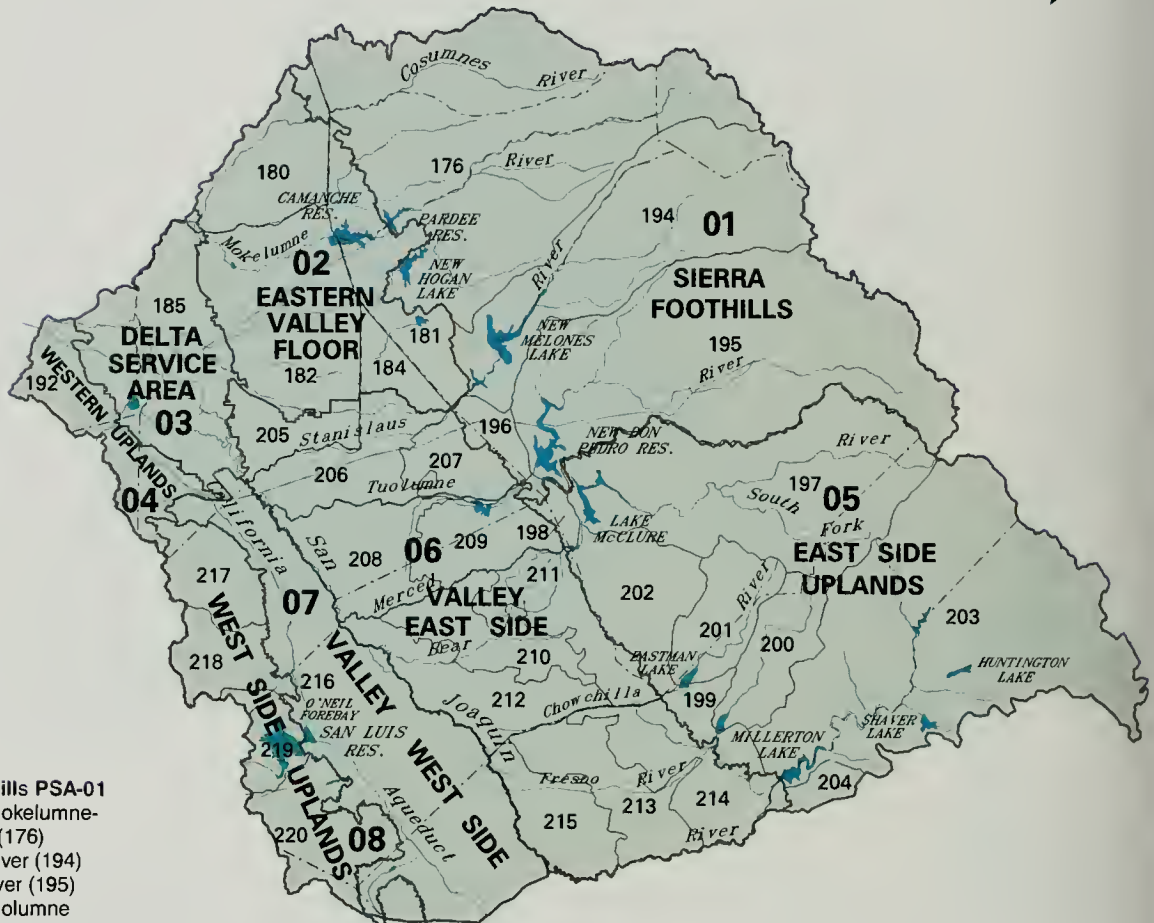 Cosumnes River
180
176
River
CAMANCHE
RES.
PARDEE
RES.
194
01
Mokelumne
02
NEW
HOGAN
LAKE
River
SIERRA
FOOTHILLS
EASTERN
VALLEY
FLOOR
185
DELTA
SERVICE
AREA
03
181
NEW
MELONES
LAKE
195
River
192
WESTERN UPLANDS
04
182
184
205
Stanislaus
196
NEW DON
PEDRO RES.
River
206
207
Tuolumne
197
South
Fork
05
EAST SIDE
UPLANDS
LAKE
McCLURE
California
San
208
06
209
198
217
07
Merced
211
VALLEY
EAST SIDE
202
River
201
200
203
Bear
210
218
WEST SIDE UPLANDS
VALLEY WEST SIDE
EASTMAN
LAKE
HUNTINGTON
LAKE
216
O'NEIL
FOREBAY
SAN LUIS
RES.
Joaquin
212
Chowchilla
199
219
MILLERTON
LAKE
SHAVER
LAKE
204
Fresno River
213
214
215
River
Aqueduct
220
08
ills PSA-01
okelumne-
(176)
ver (194)
ver (195)
olumne